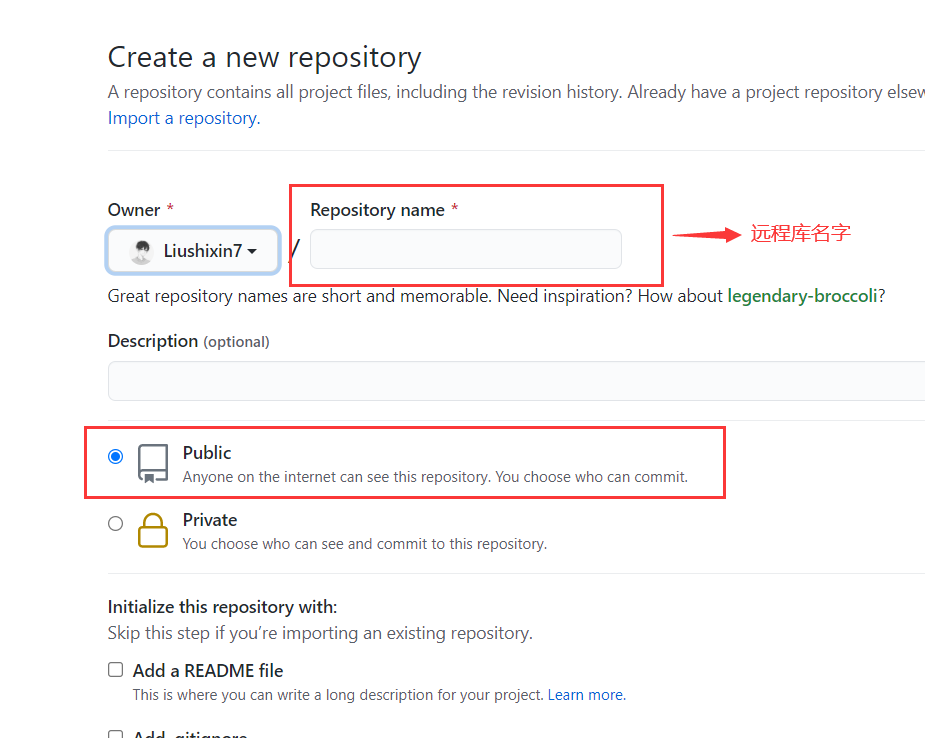 Create a new repository
A repository contains all project files, including the revision history. Already have a project repository elsew
Import a repository.
Owner *
Repository name *
远程库名字
Liushixin7
/
Great repository names are short and memorable. Need inspiration? How about legendary-broccoli?
Description (optional)
Public
Anyone on the internet can see this repository. You choose who can commit.
Private
You choose who can see and commit to this repository.
Initialize this repository with:
Skip this step if you’re importing an existing repository.
Add a README file
This is where you can write a long description for your project. Learn more.
Add .gitignore